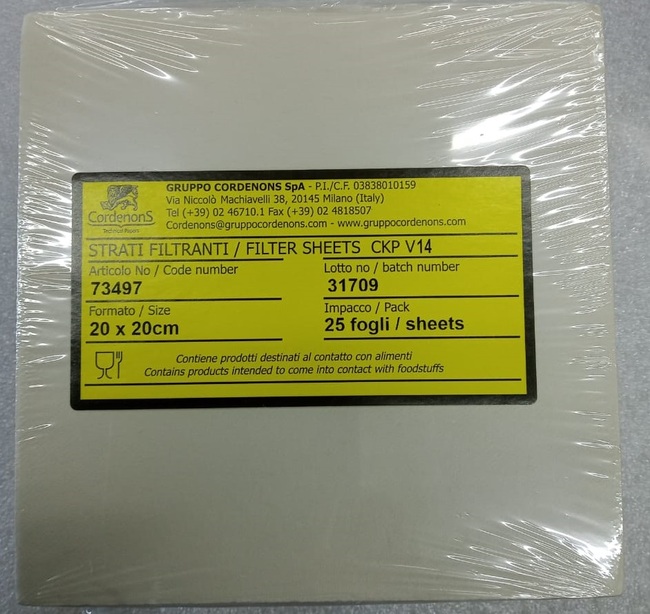 GRUPPO CORDENONS SpA - P.I./C.F. 03838010159
Via Niccolò Machiavelli 38, 20145 Milano (Italy)
Tel (+39) 02 46710.1 Fax (+39) 02 4818507
Cordenons@gruppocordenons.com - www.gruppocordenons.com
CordenonS
Technical Papers
STRATI FILTRANTI / FILTER SHEETS CKP V14
Articolo No / Code number
73497
Lotto no / batch number
31709
Formato / Size
20 x 20cm
Impacco / Pack
25 fogli / sheets
Contiene prodotti destinati al contatto con alimenti
Contains products intended to come into contact with foodstuffs